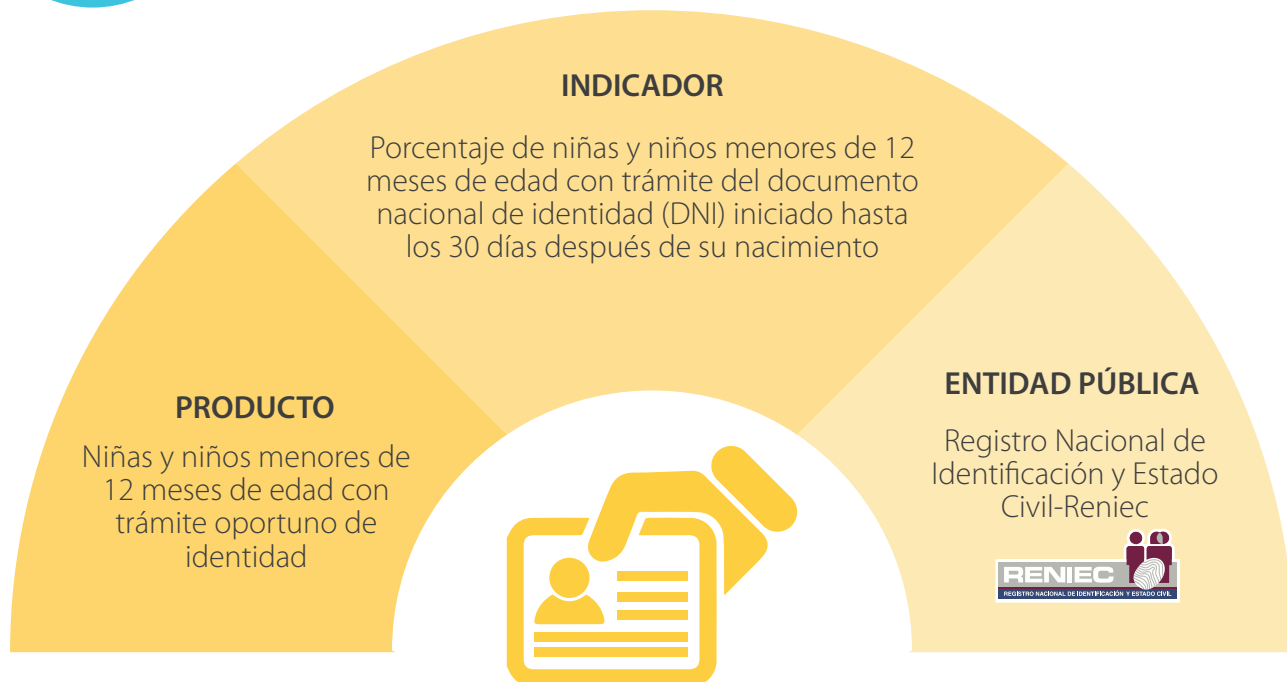 INDICADOR
Porcentaje de niñas y niños menores de 12
meses de edad con trámite del documento
nacional de identidad (DNI) iniciado hasta
los 30 días después de su nacimiento
PRODUCTO
Niñas y niños menores de
12 meses de edad con
trámite oportuno de
identidad
ENTIDAD PÚBLICA
Registro Nacional de
Identificación y Estado
Civil-Reniec
RENIEC
REGISTRO NACIONAL DE IDENTIFICACIÓN Y ESTADO CIVIL